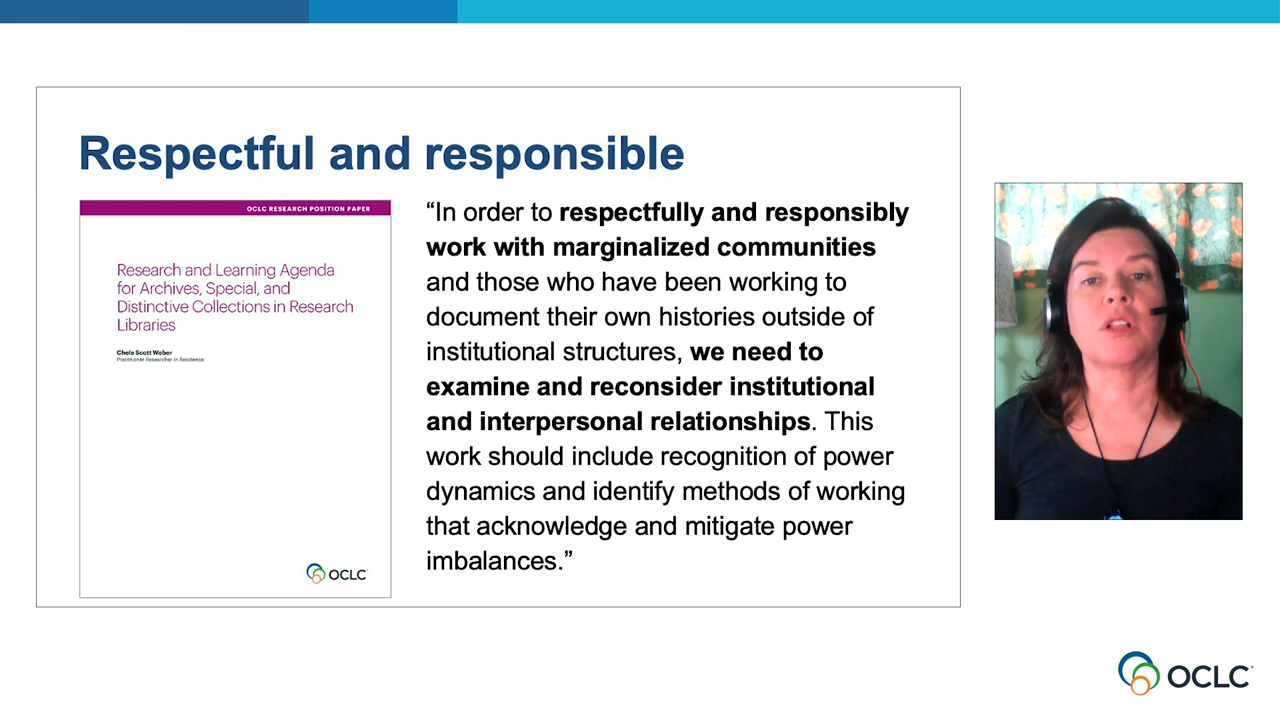 Respectful and responsible
OCLC RESEARCH POSITION PAPER
Research and Learning Agenda
for Archives, Special, and
Distinctive Collections in Research
Libraries
Chela Scott Weber
Practitioner Researcher in Residence
OCLC
“In order to respectfully and responsibly
work with marginalized communities
and those who have been working to
document their own histories outside of
institutional structures, we need to
examine and reconsider institutional
and interpersonal relationships. This
work should include recognition of power
dynamics and identify methods of working
that acknowledge and mitigate power
imbalances.”
OCLC